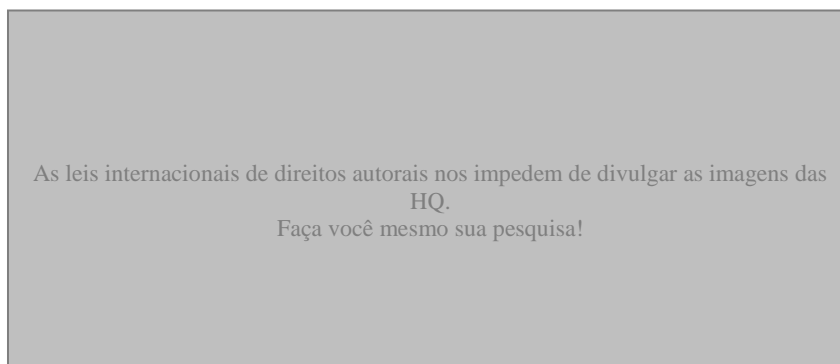 As leis internacionais de direitos autorais nos impedem de divulgar as imagens das
HQ.
Faça você mesmo sua pesquisa!